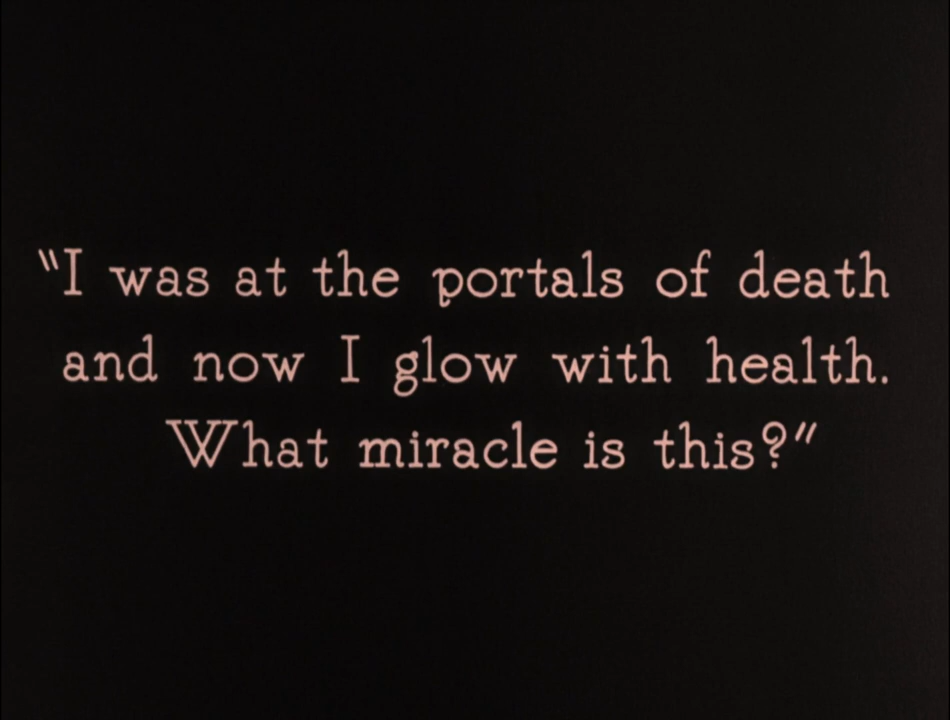 "I was at the portals of death
and now I glow with health.
What miracle is this?"